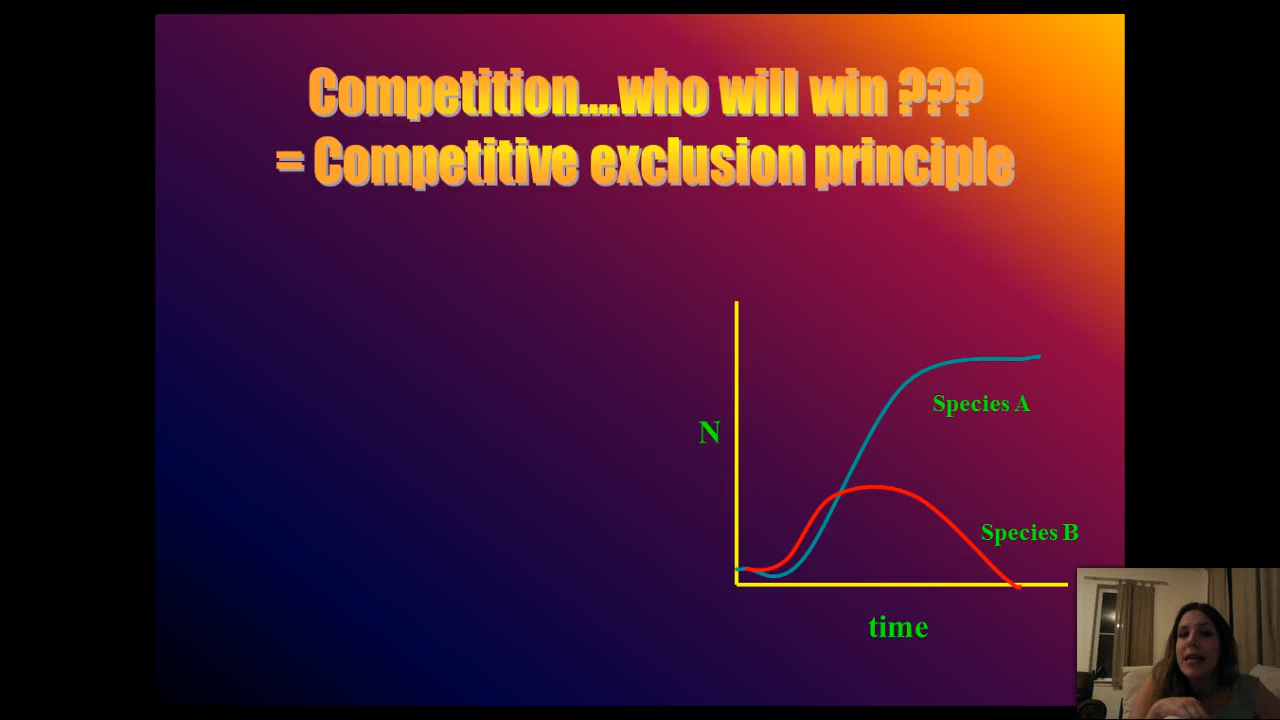 Competition....who will win ???
= Competitive exclusion principle
Species A
N
Species B
time